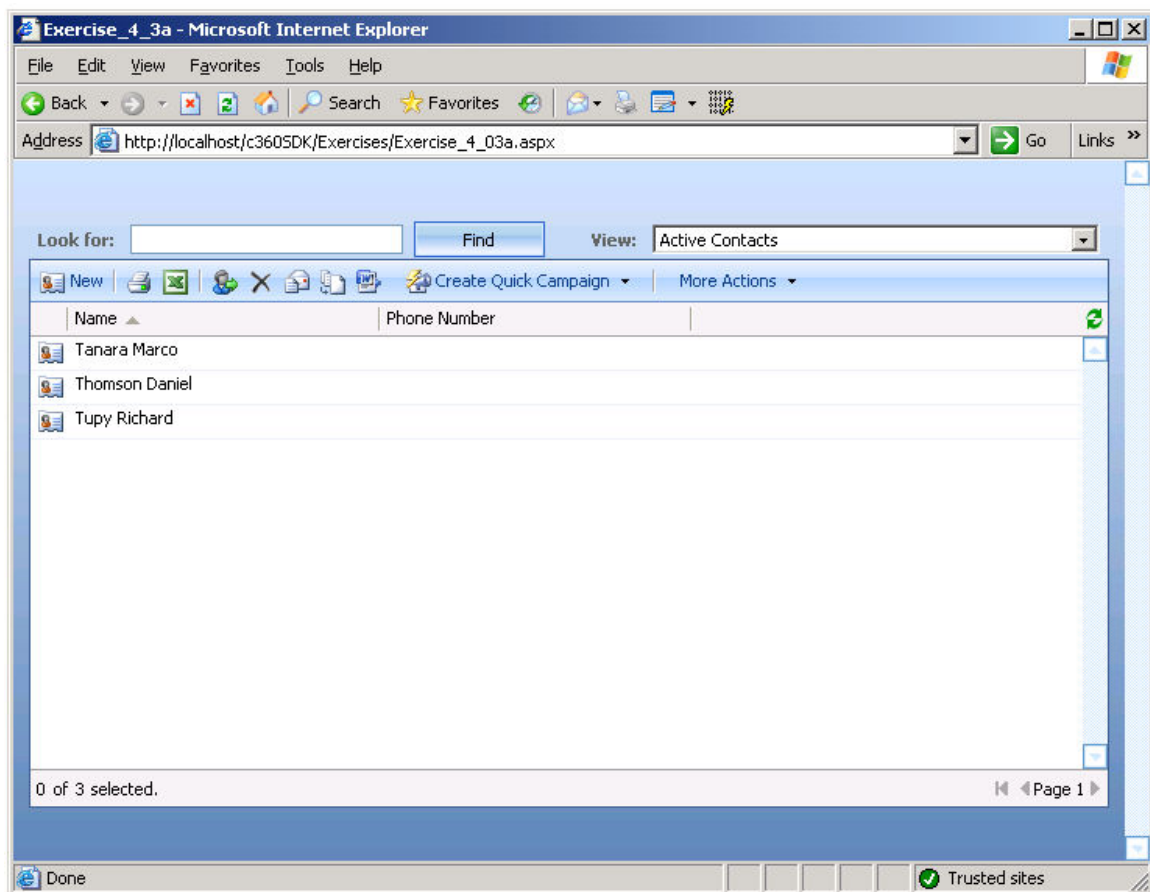 Exercise_4_3a - Microsoft Internet Explorer
File Edit View Favorites Tools Help
Back Search Favorites
Address http://localhost/c360SDK/Exercises/Exercise_4_03a.aspx Go Links »
Look for: Find View: Active Contacts
New Create Quick Campaign More Actions
Name Phone Number
Tanara Marco
Thomson Daniel
Tupy Richard
0 of 3 selected. Page 1
Done Trusted sites